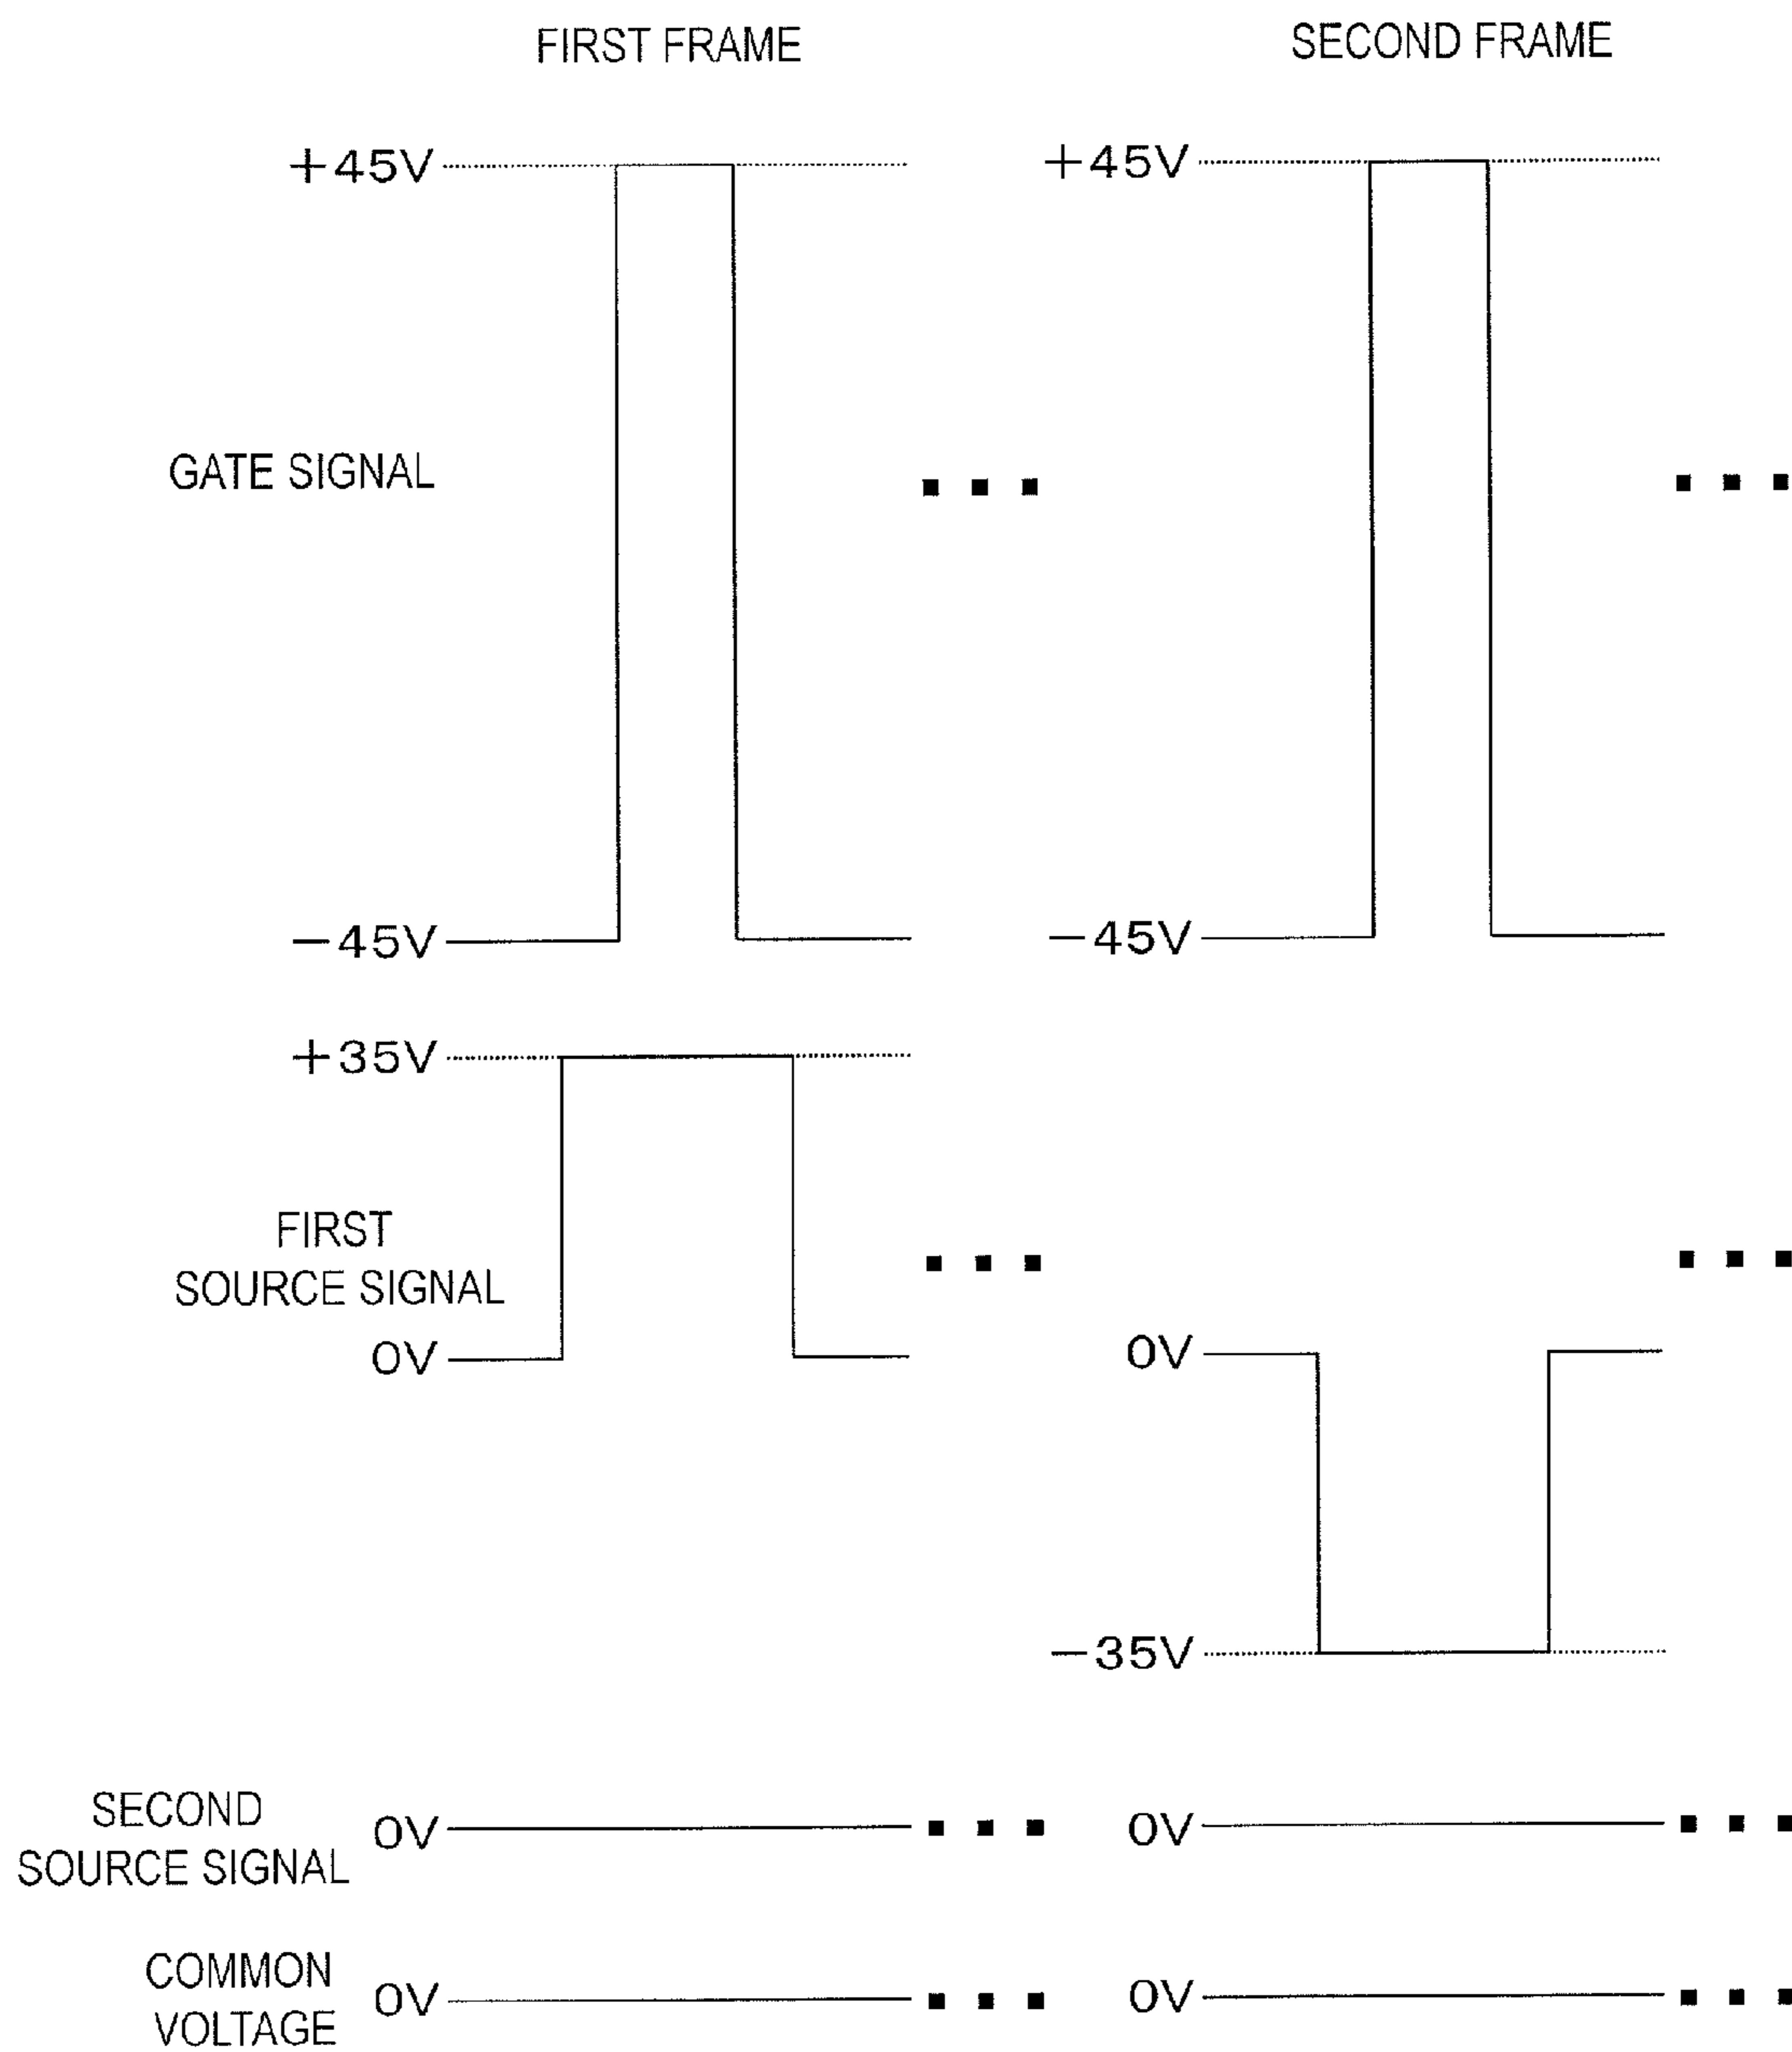 FIRST FRAME
SECOND FRAME
+45V
+45V
GATE SIGNAL
-45V
-45V
+35V
FIRST
SOURCE SIGNAL
0V
0V
-35V
SECOND
SOURCE SIGNAL
0V
0V
COMMON
VOLTAGE
0V
0V